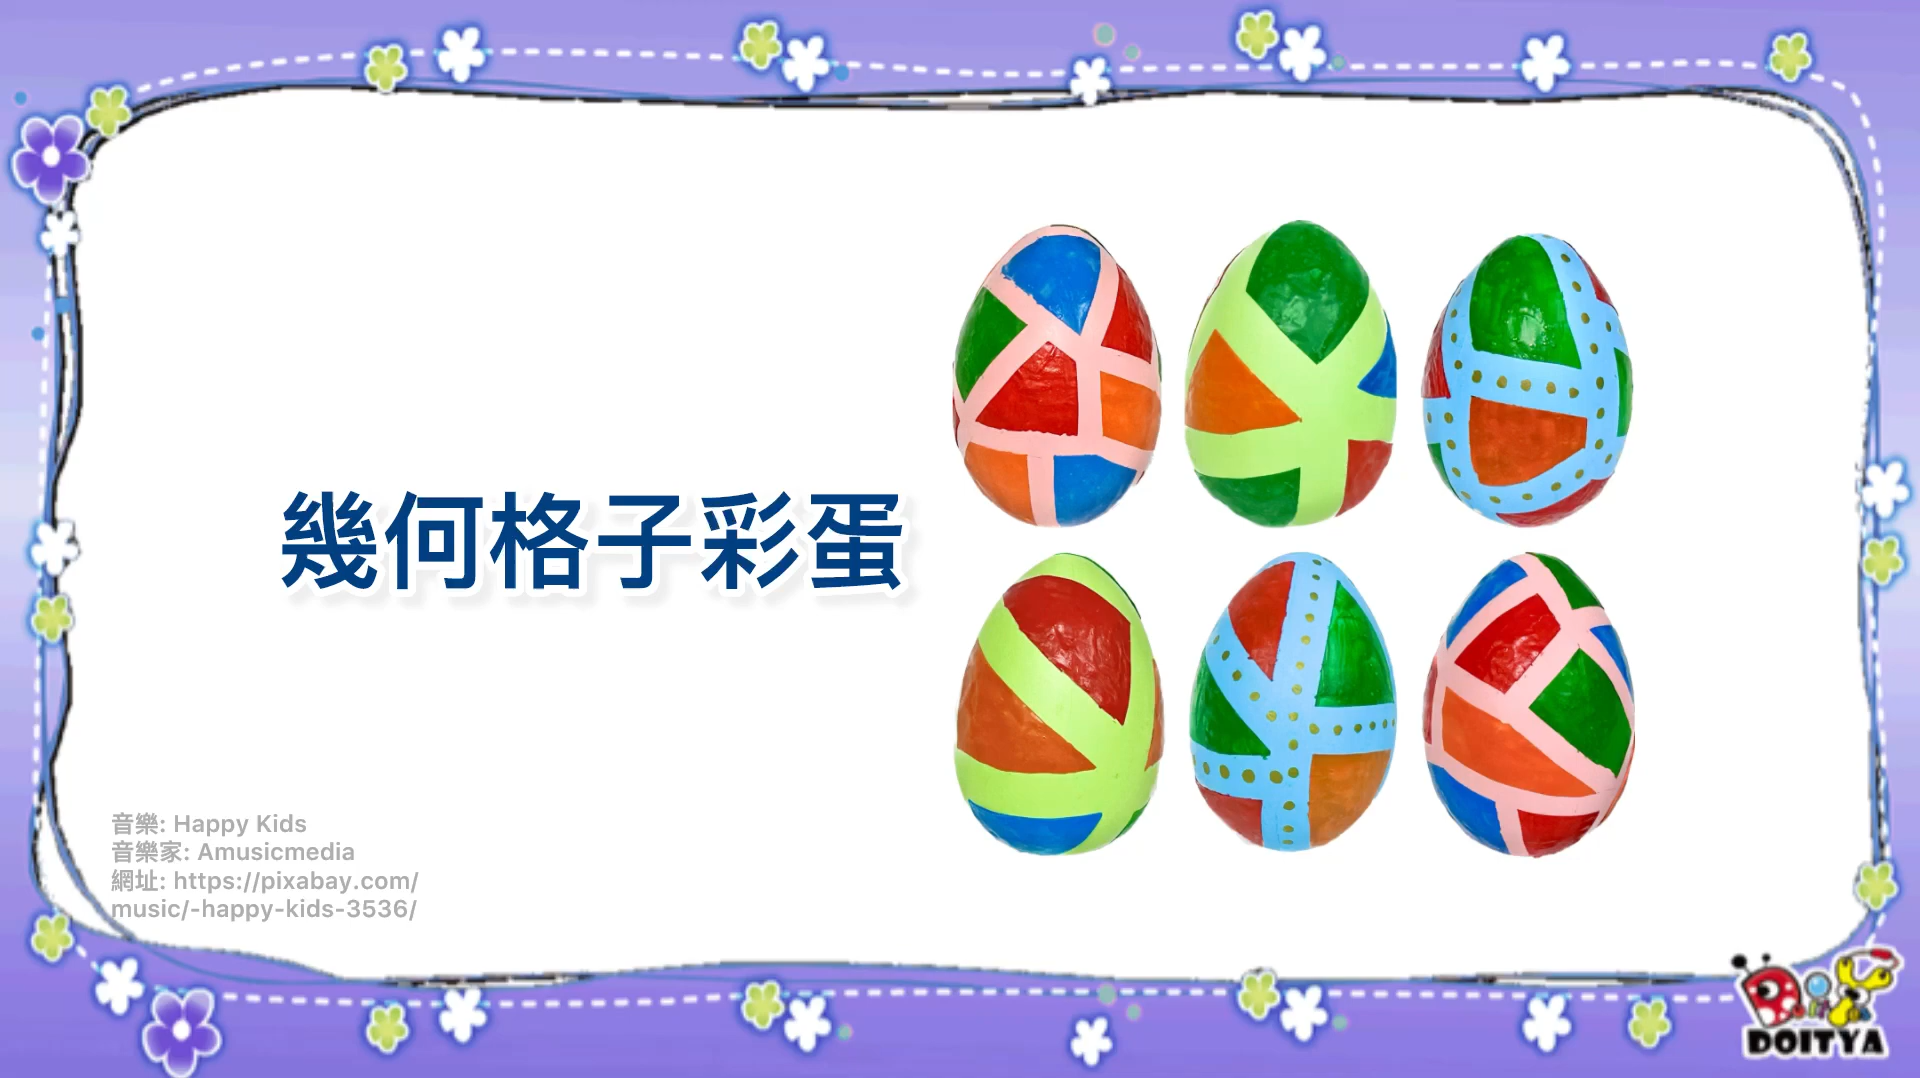 幾何格子彩蛋
音樂: Happy Kids
音樂家: Amusicmedia
網址: https://pixabay.com/
music/-happy-kids-3536/
DOITYA